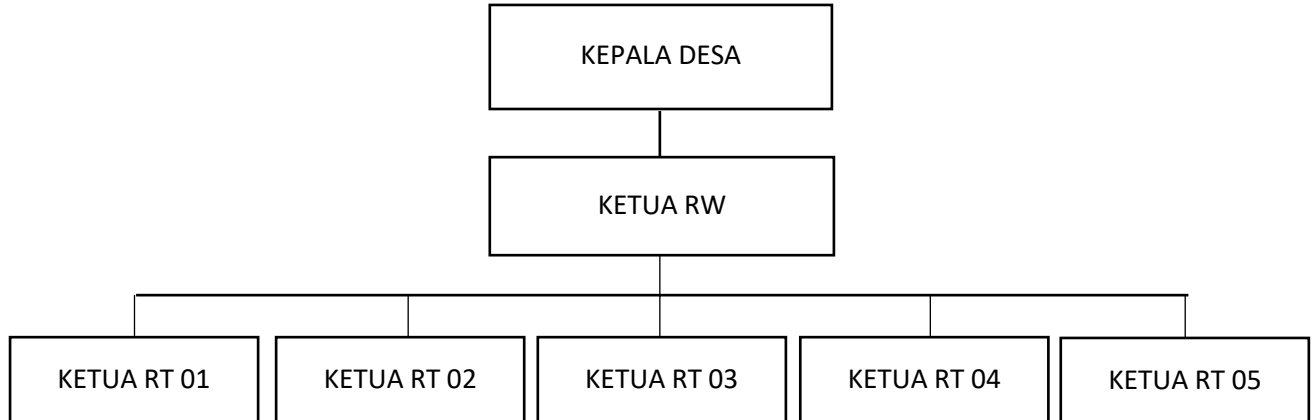 KEPALA DESA
KETUA RW
KETUA RT 01
KETUA RT 02
KETUA RT 03
KETUA RT 04
KETUA RT 05